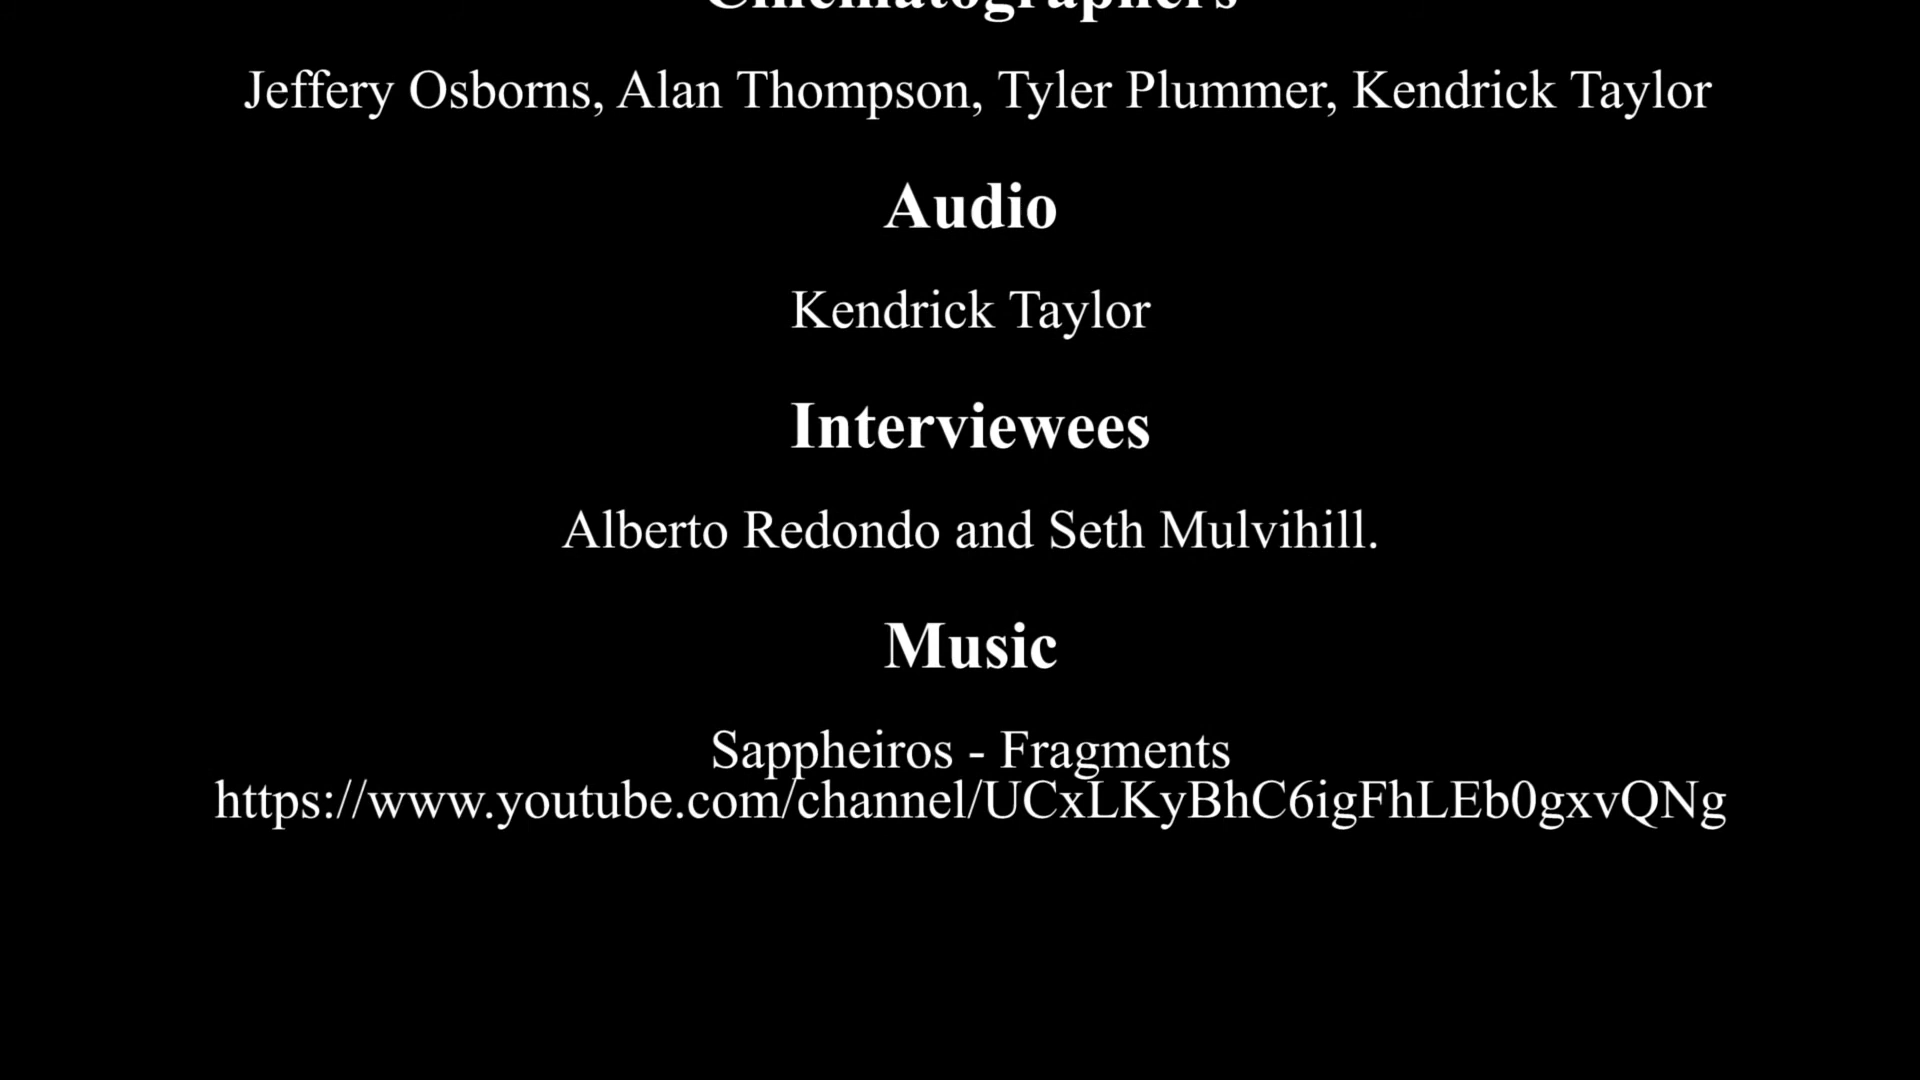 Cinematographers
Jeffery Osborns, Alan Thompson, Tyler Plummer, Kendrick Taylor
Audio
Kendrick Taylor
Interviewees
Alberto Redondo and Seth Mulvihill.
Music
Sappheiros - Fragments
https://www.youtube.com/channel/UCxLKyBhC6igFhLEb0gxvQNg